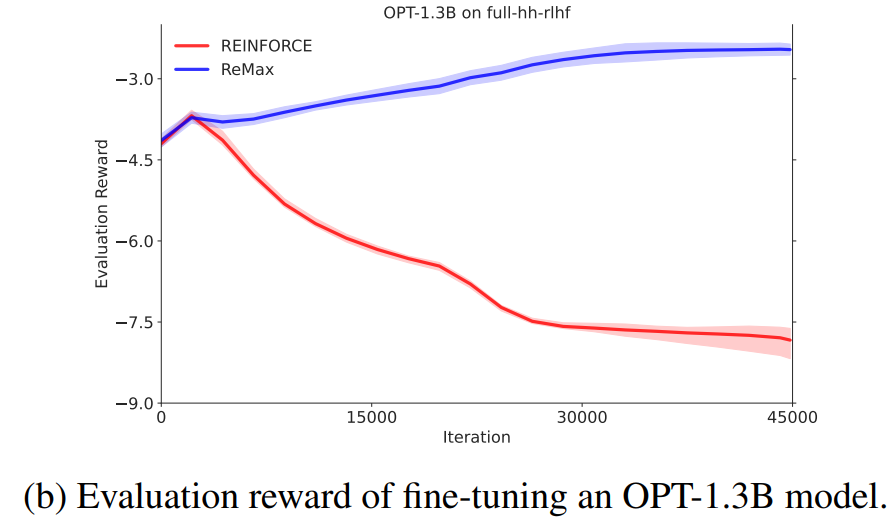 OPT-1.3B on full-hh-rlhf
REINFORCE
ReMax
−3.0
−4.5
−6.0
−7.5
−9.0
Evaluation Reward
0 15000 30000 45000
Iteration
(b) Evaluation reward of fine-tuning an OPT-1.3B model.